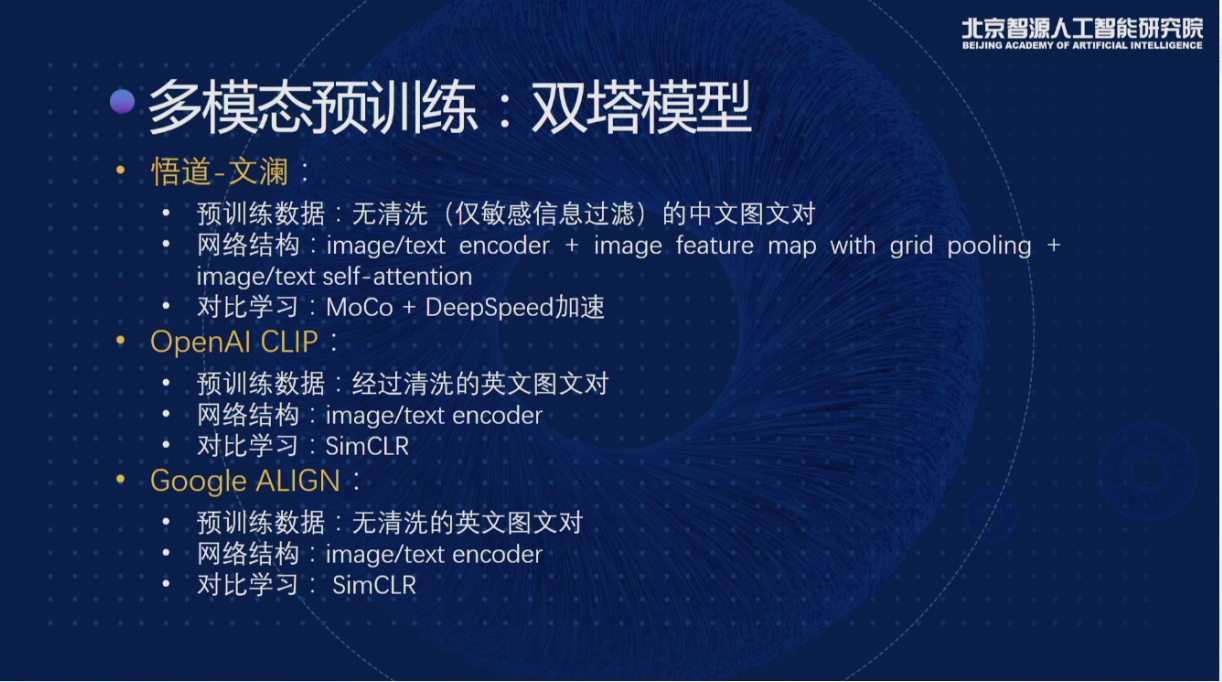 北京智源人工智能研究院
BEIJING ACADEMY OF ARTIFICIAL INTELLIGENCE
多模态预训练：双塔模型
• 悟道-文澜：
• 预训练数据：无清洗（仅敏感信息过滤）的中文图文对
• 网络结构：image/text encoder + image feature map with grid pooling +
image/text self-attention
• 对比学习：MoCo + DeepSpeed加速
• OpenAI CLIP：
• 预训练数据：经过清洗的英文图文对
• 网络结构：image/text encoder
• 对比学习：SimCLR
• Google ALIGN：
• 预训练数据：无清洗的英文图文对
• 网络结构：image/text encoder
• 对比学习： SimCLR